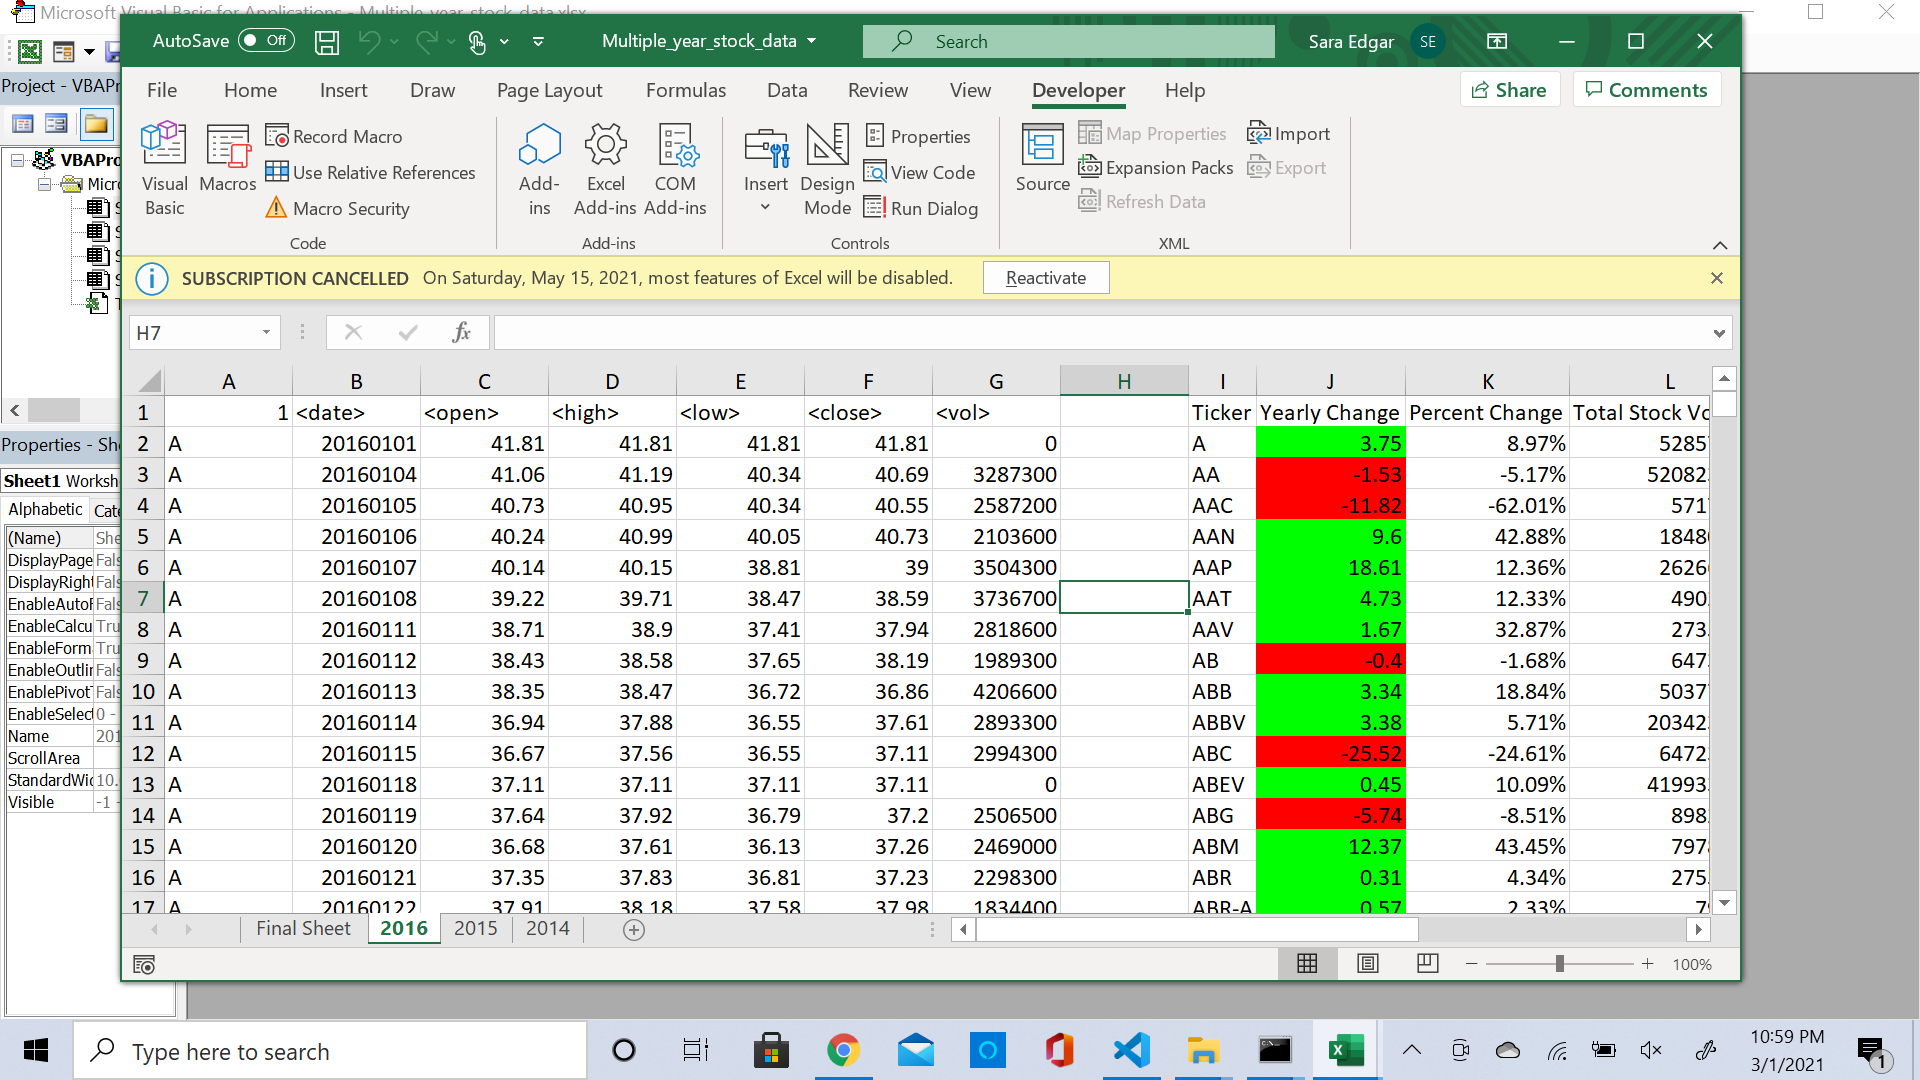 Microsoft Visual Basic for Applications - Multiple_year_stock_data.xlsx
AutoSave Off Multiple_year_stock_data Search Sara Edgar SE
File Home Insert Draw Page Layout Formulas Data Review View Developer Help Share Comments
Project - VBAPr
Visual Basic
Macros
Record Macro
Use Relative References
Macro Security
Code
Add-ins
Excel Add-ins
COM Add-ins
Add-ins
Insert
Design Mode
Properties
View Code
Run Dialog
Controls
Source
Map Properties
Expansion Packs
Refresh Data
Import
Export
XML
VBAPro
Micro
SUBSCRIPTION CANCELLED On Saturday, May 15, 2021, most features of Excel will be disabled. Reactivate
H7 fx
A B C D E F G H I J K L
1 1 <date> <open> <high> <low> <close> <vol> Ticker Yearly Change Percent Change Total Stock Vo
2 A 20160101 41.81 41.81 41.81 41.81 0 A 3.75 8.97% 5285
3 A 20160104 41.06 41.19 40.34 40.69 3287300 AA -1.53 -5.17% 52082
4 A 20160105 40.73 40.95 40.34 40.55 2587200 AAC -11.82 -62.01% 571
5 A 20160106 40.24 40.99 40.05 40.73 2103600 AAN 9.6 42.88% 1848
6 A 20160107 40.14 40.15 38.81 39 3504300 AAP 18.61 12.36% 2626
7 A 20160108 39.22 39.71 38.47 38.59 3736700 AAT 4.73 12.33% 490
8 A 20160111 38.71 38.9 37.41 37.94 2818600 AAV 1.67 32.87% 273
9 A 20160112 38.43 38.58 37.65 38.19 1989300 AB -0.4 -1.68% 647
10 A 20160113 38.35 38.47 36.72 36.86 4206600 ABB 3.34 18.84% 5037
11 A 20160114 36.94 37.88 36.55 37.61 2893300 ABBV 3.38 5.71% 20342
12 A 20160115 36.67 37.56 36.55 37.11 2994300 ABC -25.52 -24.61% 6472
13 A 20160118 37.11 37.11 37.11 37.11 0 ABEV 0.45 10.09% 41993
14 A 20160119 37.64 37.92 36.79 37.2 2506500 ABG -5.74 -8.51% 898
15 A 20160120 36.68 37.61 36.13 37.26 2469000 ABM 12.37 43.45% 797
16 A 20160121 37.35 37.83 36.81 37.23 2298300 ABR 0.31 4.34% 275
17 A 20160122 37.91 38.18 37.58 37.98 1834400 ABR-A 0.57 2.33% 7
Properties - She
Sheet1 Worksh
Alphabetic Cate
(Name) She
DisplayPage Fals
DisplayRight Fals
EnableAutoF Fals
EnableCalcu Tru
EnableForm Tru
EnableOutlin Fals
EnablePivotT Fals
EnableSelect 0 -
Name 201
ScrollArea
StandardWid 10.
Visible -1 -
Final Sheet 2016 2015 2014
100%
Type here to search
10:59 PM
3/1/2021
1